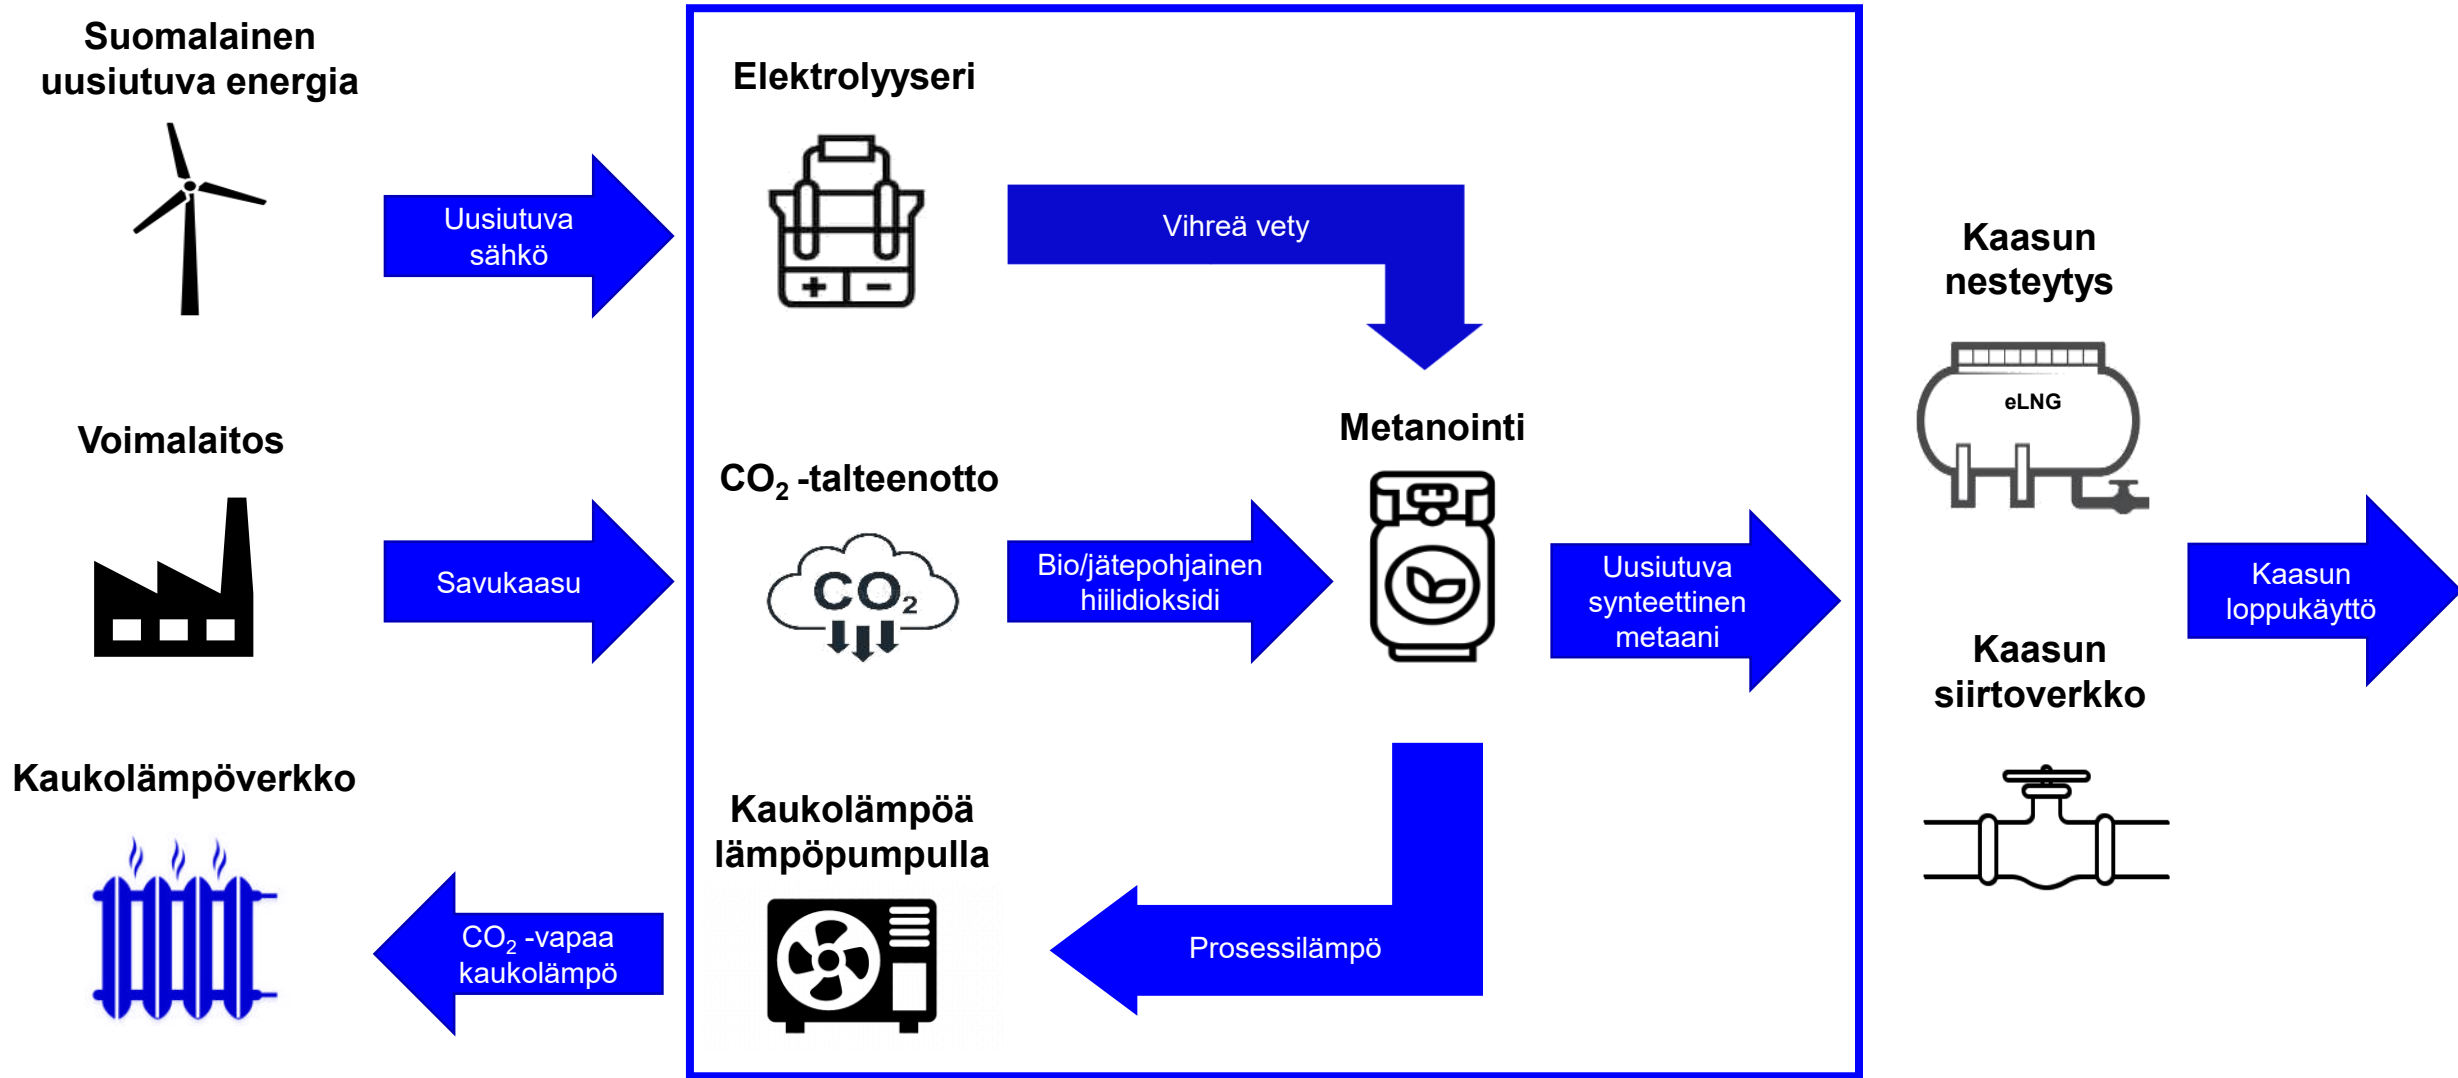 Suomalainen
uusiutuva energia
Uusiutuva
sähkö
Elektrolyyseri
Vihreä vety
Voimalaitos
Savukaasu
CO₂ -talteenotto
CO₂
Bio/jätepohjainen
hiilidioksidi
Metanointi
Uusiutuva
synteettinen
metaani
Kaasun
nesteytys
eLNG
Kaasun
siirtoverkko
Kaasun
loppukäyttö
Kaukolämpöverkko
CO₂ -vapaa
kaukolämpö
Kaukolämpöä
lämpöpumpulla
Prosessilämpö